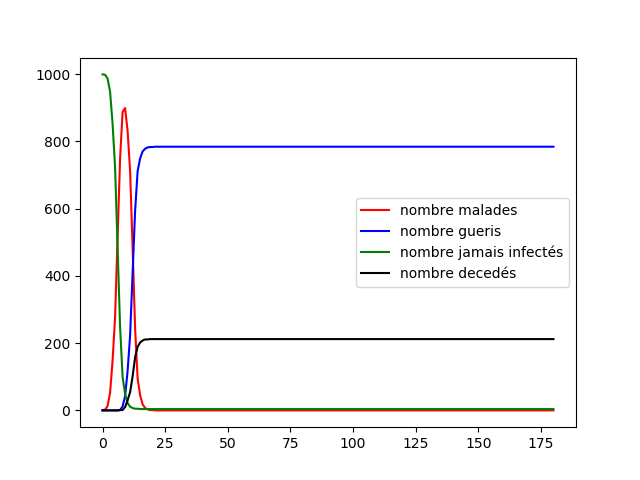 1000
800
600
400
200
0
nombre malades
nombre gueris
nombre jamais infectés
nombre decedés
0 25 50 75 100 125 150 175